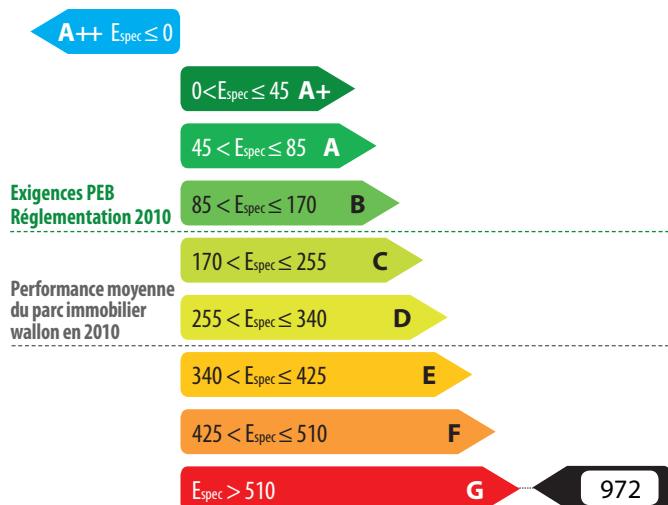 A++ Espec ≤ 0
0<Espec ≤ 45 A+
45 < Espec ≤ 85 A
Exigences PEB
Réglementation 2010
85 < Espec ≤ 170 B
170 < Espec ≤ 255 C
Performance moyenne
du parc immobilier
wallon en 2010
255 < Espec ≤ 340 D
340 < Espec ≤ 425 E
425 < Espec ≤ 510 F
Espec > 510 G
972